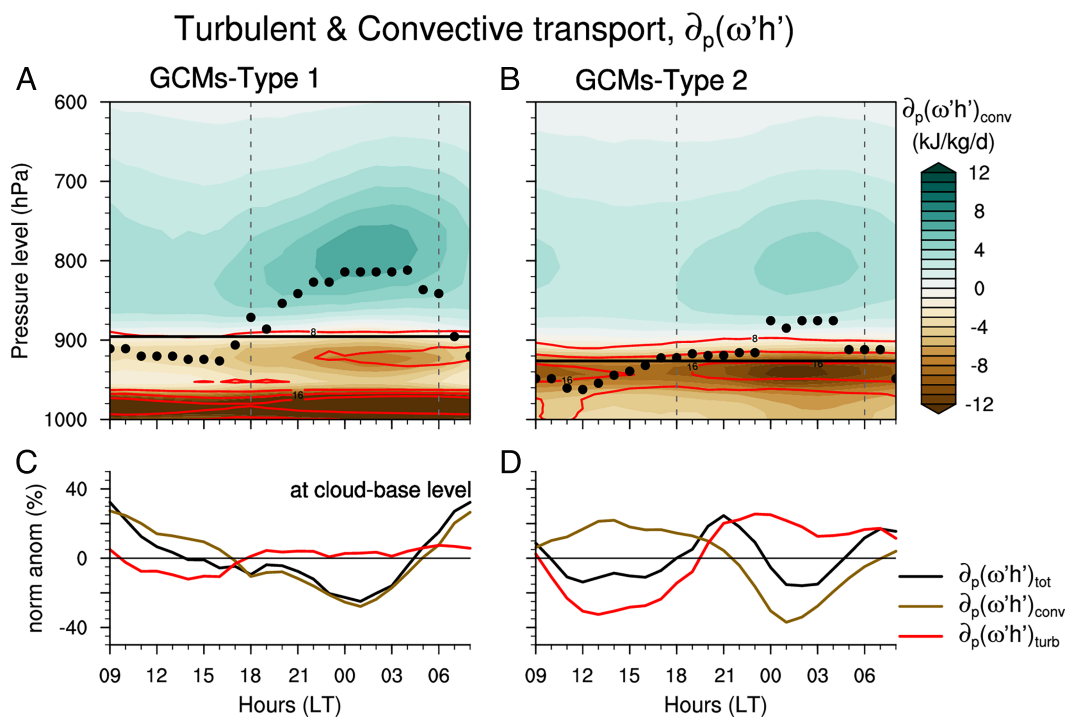 Turbulent & Convective transport, ∂p(ω'h')
A
GCMs-Type 1
B
GCMs-Type 2
∂p(ω'h')conv
(kJ/kg/d)
Pressure level (hPa)
600
700
800
900
1000
8
16
8
16
16
12
8
4
0
-4
-8
-12
C
D
at cloud-base level
norm anom (%)
40
0
-40
09 12 15 18 21 00 03 06
Hours (LT)
09 12 15 18 21 00 03 06
Hours (LT)
∂p(ω'h')tot
∂p(ω'h')conv
∂p(ω'h')turb